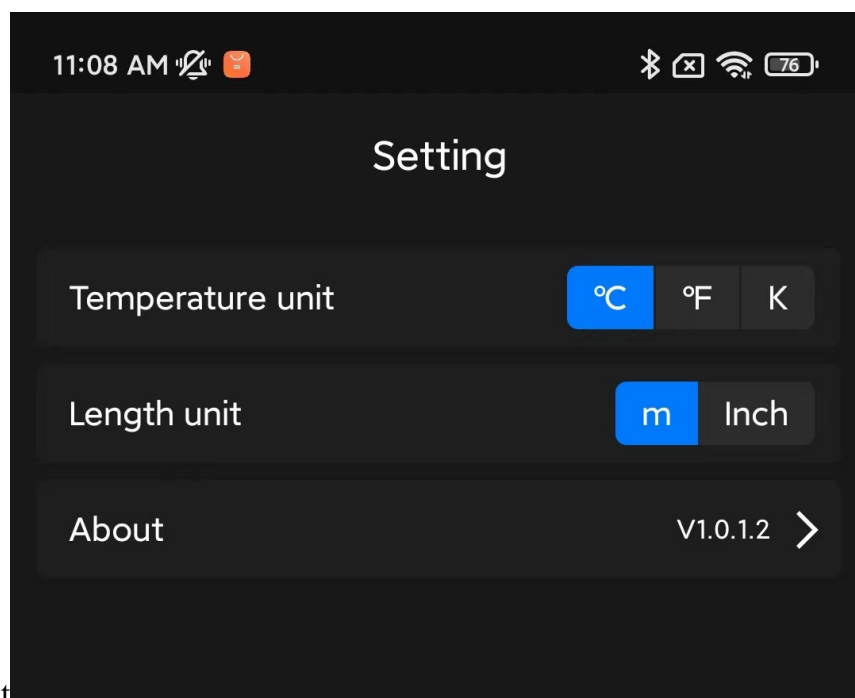 11:08 AM 76
Setting
Temperature unit °C °F K
Length unit m Inch
About V1.0.1.2
t